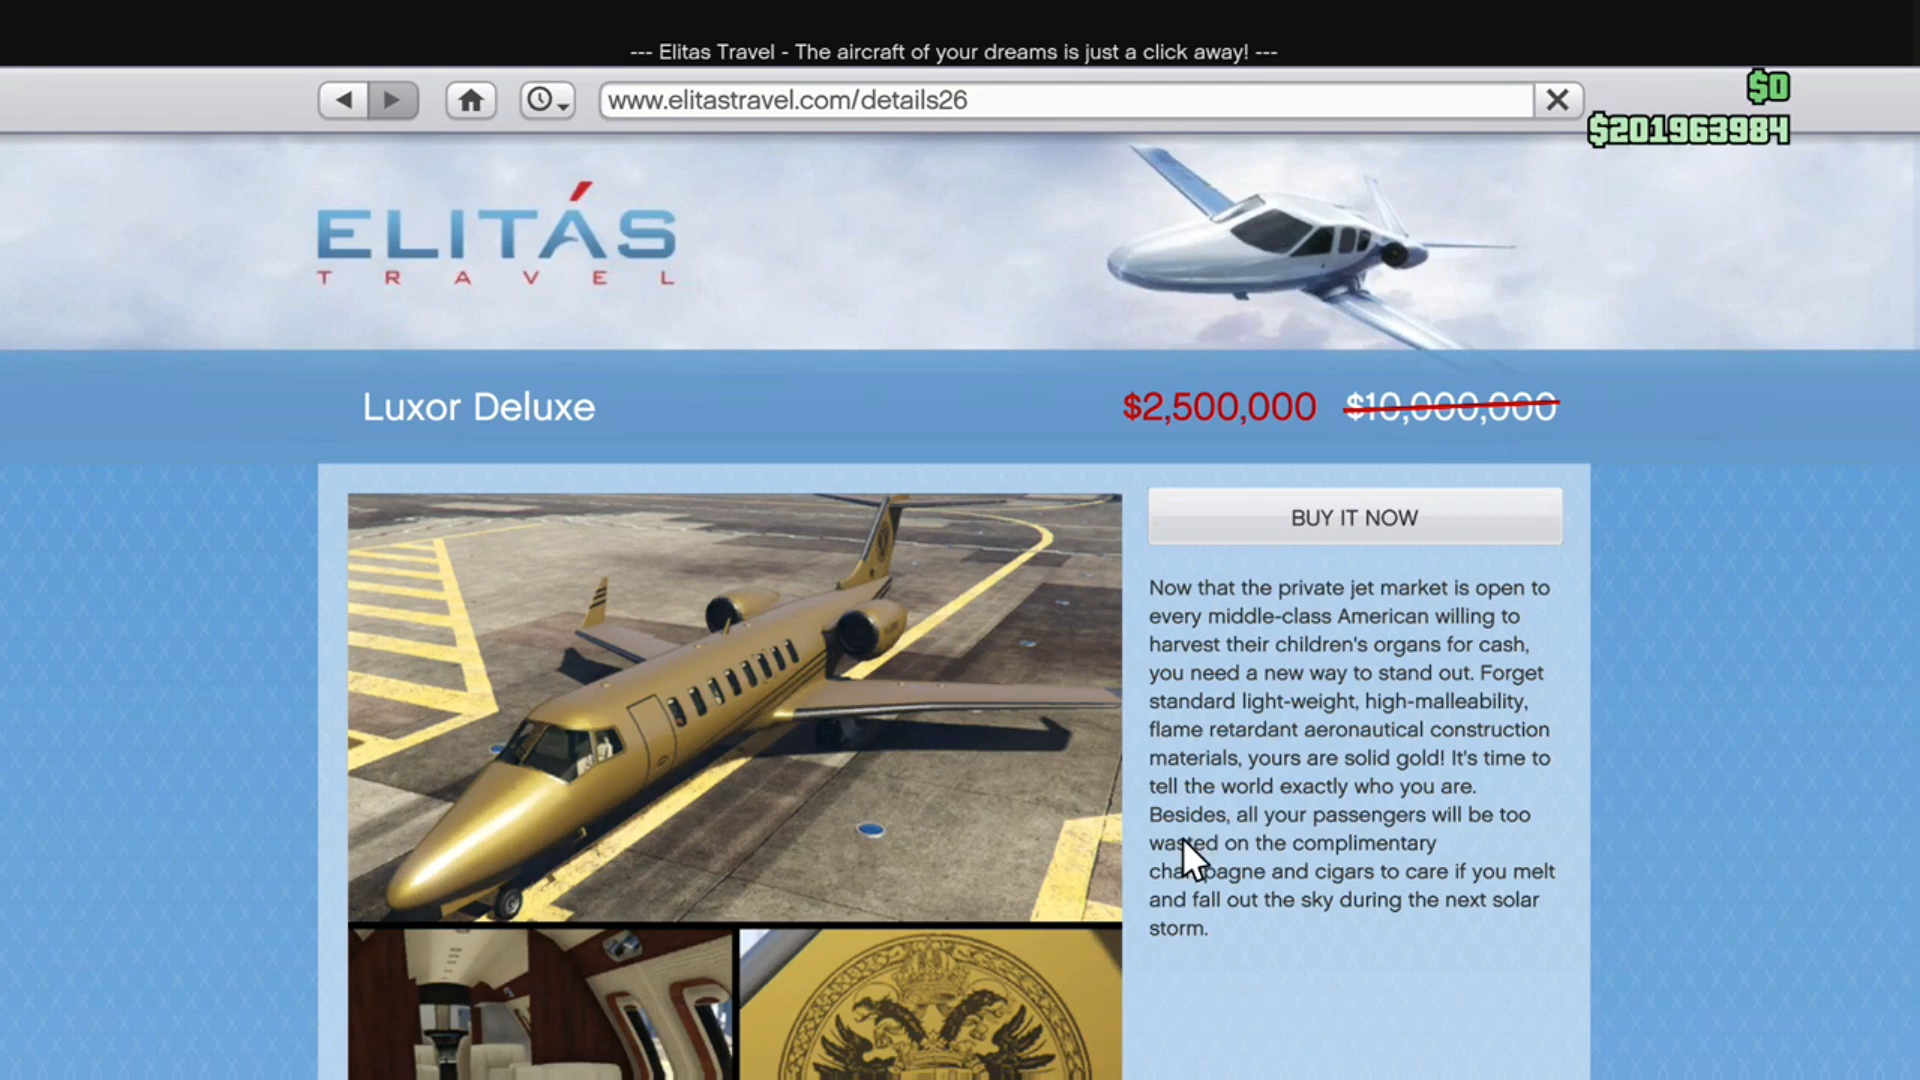 --- Elitas Travel - The aircraft of your dreams is just a click away! ---
www.elitastravel.com/details26
$0
$201963984
ELITÁS
TRAVEL
Luxor Deluxe
$2,500,000 $10,000,000
BUY IT NOW
Now that the private jet market is open to
every middle-class American willing to
harvest their children's organs for cash,
you need a new way to stand out. Forget
standard light-weight, high-malleability,
flame retardant aeronautical construction
materials, yours are solid gold! It's time to
tell the world exactly who you are.
Besides, all your passengers will be too
wasted on the complimentary
champagne and cigars to care if you melt
and fall out the sky during the next solar
storm.